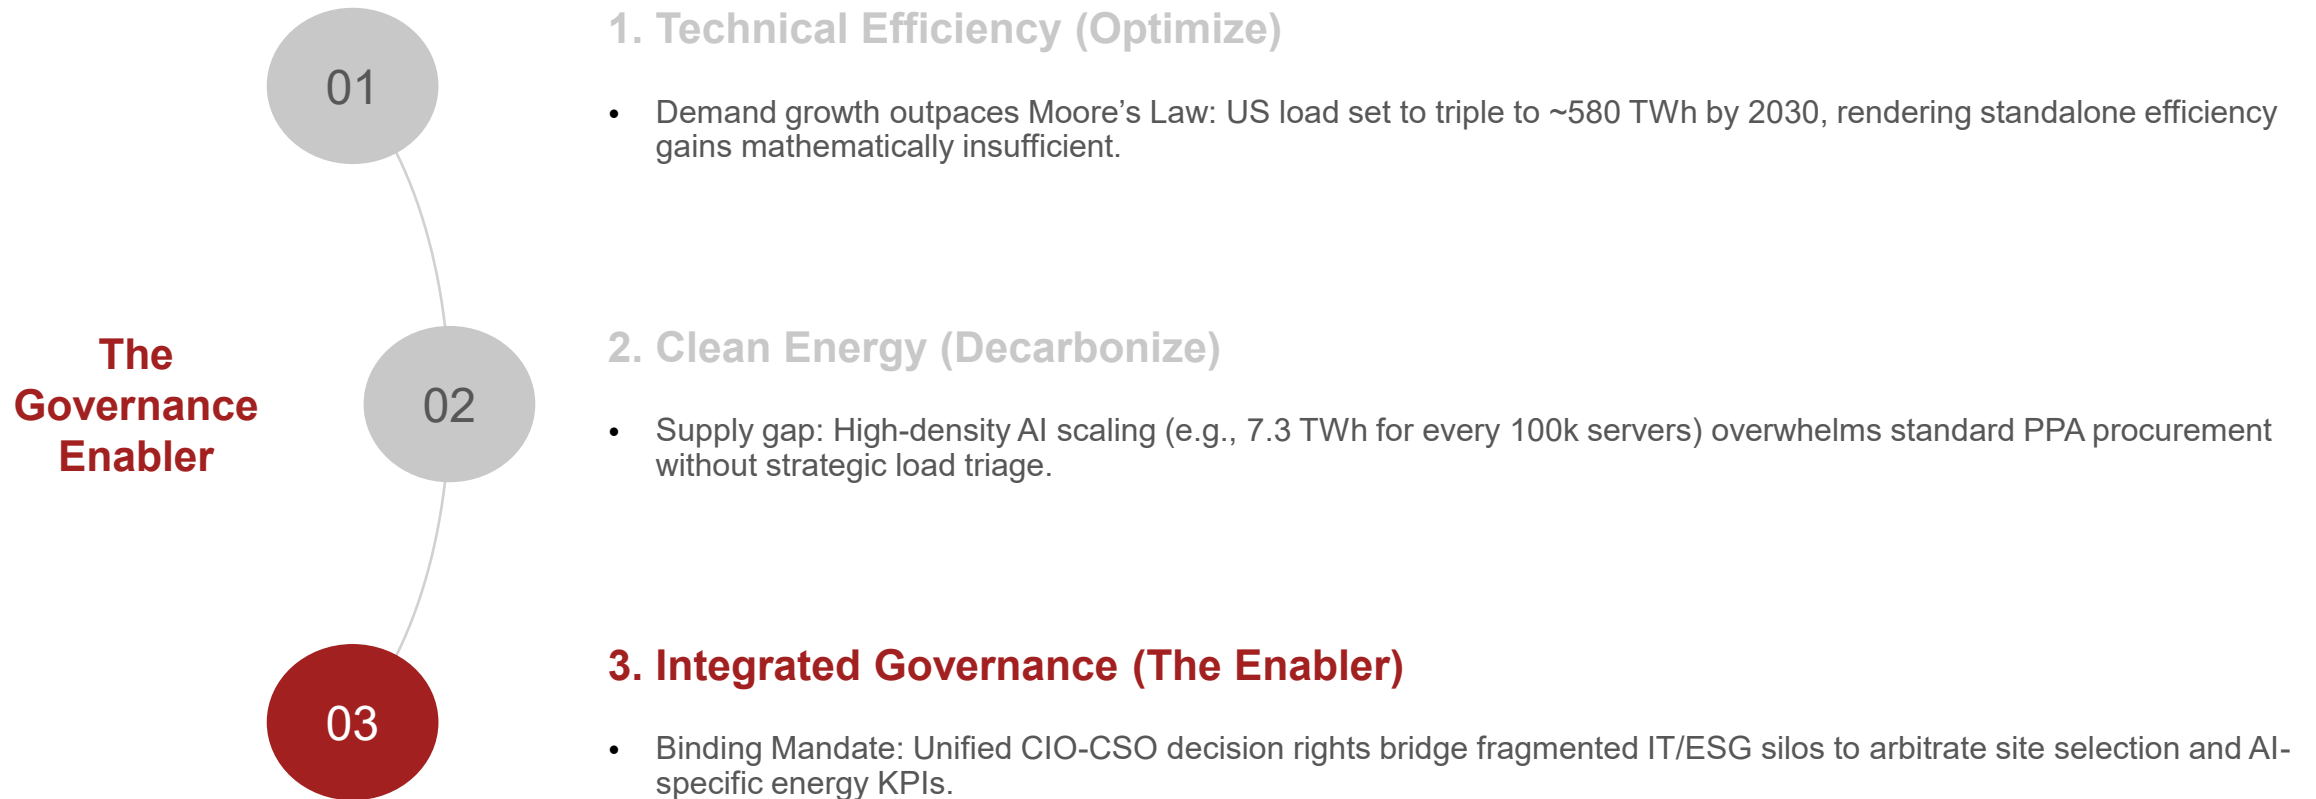 01
1. Technical Efficiency (Optimize)
• Demand growth outpaces Moore’s Law: US load set to triple to ~580 TWh by 2030, rendering standalone efficiency
gains mathematically insufficient.
The
Governance
Enabler
02
2. Clean Energy (Decarbonize)
• Supply gap: High-density AI scaling (e.g., 7.3 TWh for every 100k servers) overwhelms standard PPA procurement
without strategic load triage.
03
3. Integrated Governance (The Enabler)
• Binding Mandate: Unified CIO-CSO decision rights bridge fragmented IT/ESG silos to arbitrate site selection and AI-
specific energy KPIs.